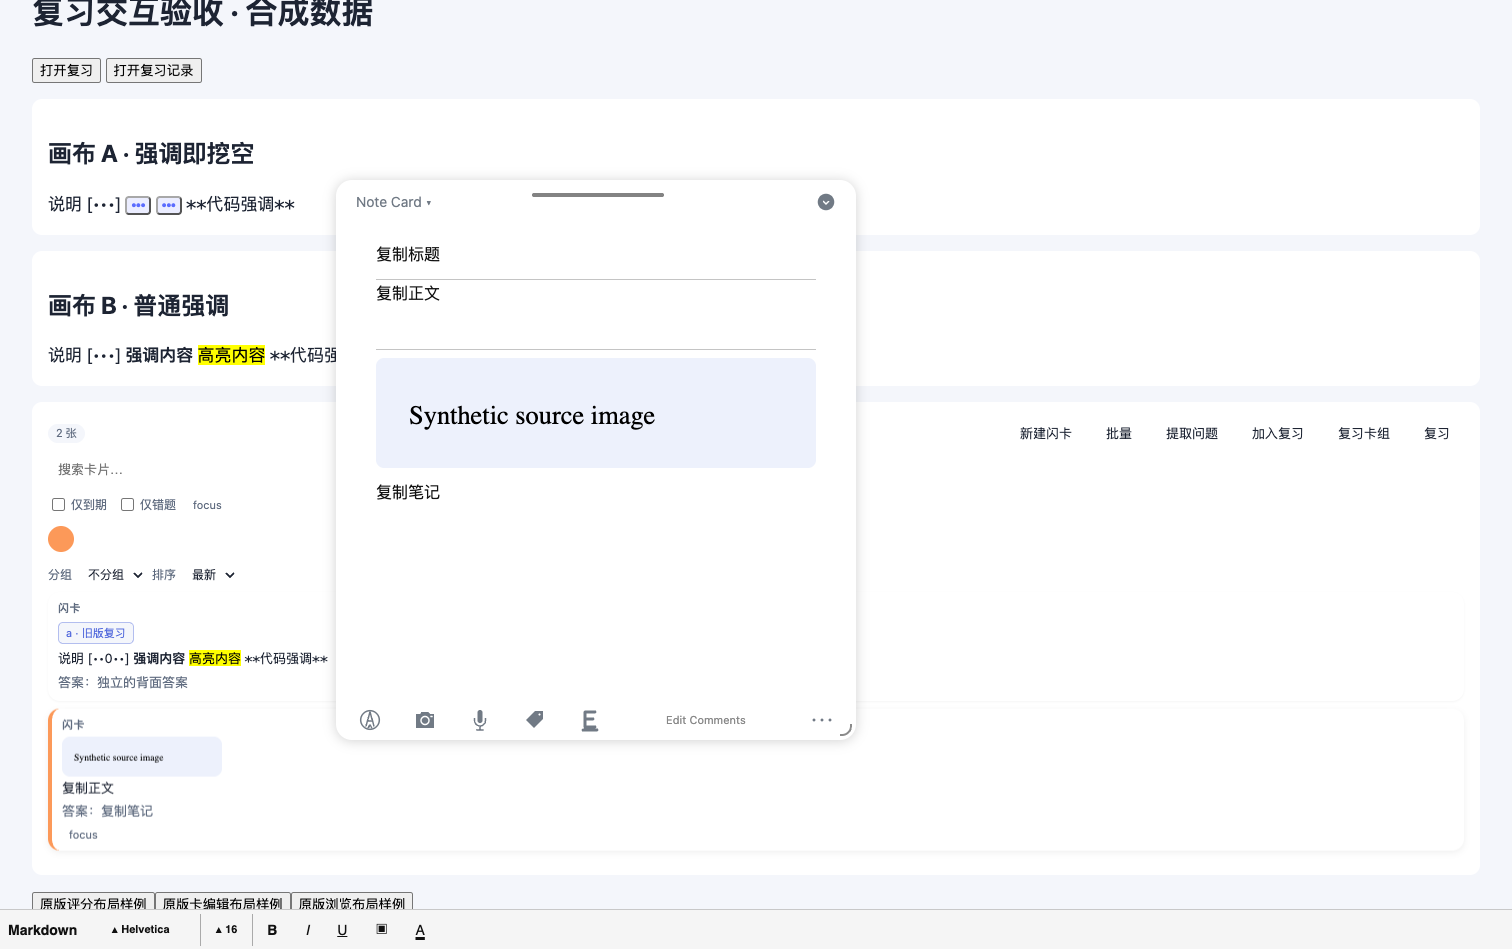 复习交互验收 · 合成数据
打开复习 打开复习记录
画布 A · 强调即挖空
说明 [•••] ••• ••• **代码强调**
画布 B · 普通强调
说明 [•••] 强调内容 高亮内容 **代码强
2 张
新建闪卡 批量 提取问题 加入复习 复习卡组 复习
搜索卡片...
仅到期 仅错题 focus
分组 不分组 排序 最新
闪卡
a · 旧版复习
说明 [••0••] 强调内容 高亮内容 **代码强调**
答案：独立的背面答案
闪卡
Synthetic source image
复制正文
答案：复制笔记
focus
Note Card ▾
复制标题
复制正文
Synthetic source image
复制笔记
E Edit Comments •••
原版评分布局样例 原版卡编辑布局样例 原版浏览布局样例
Markdown ▲ Helvetica ▲ 16 B I U ▣ A